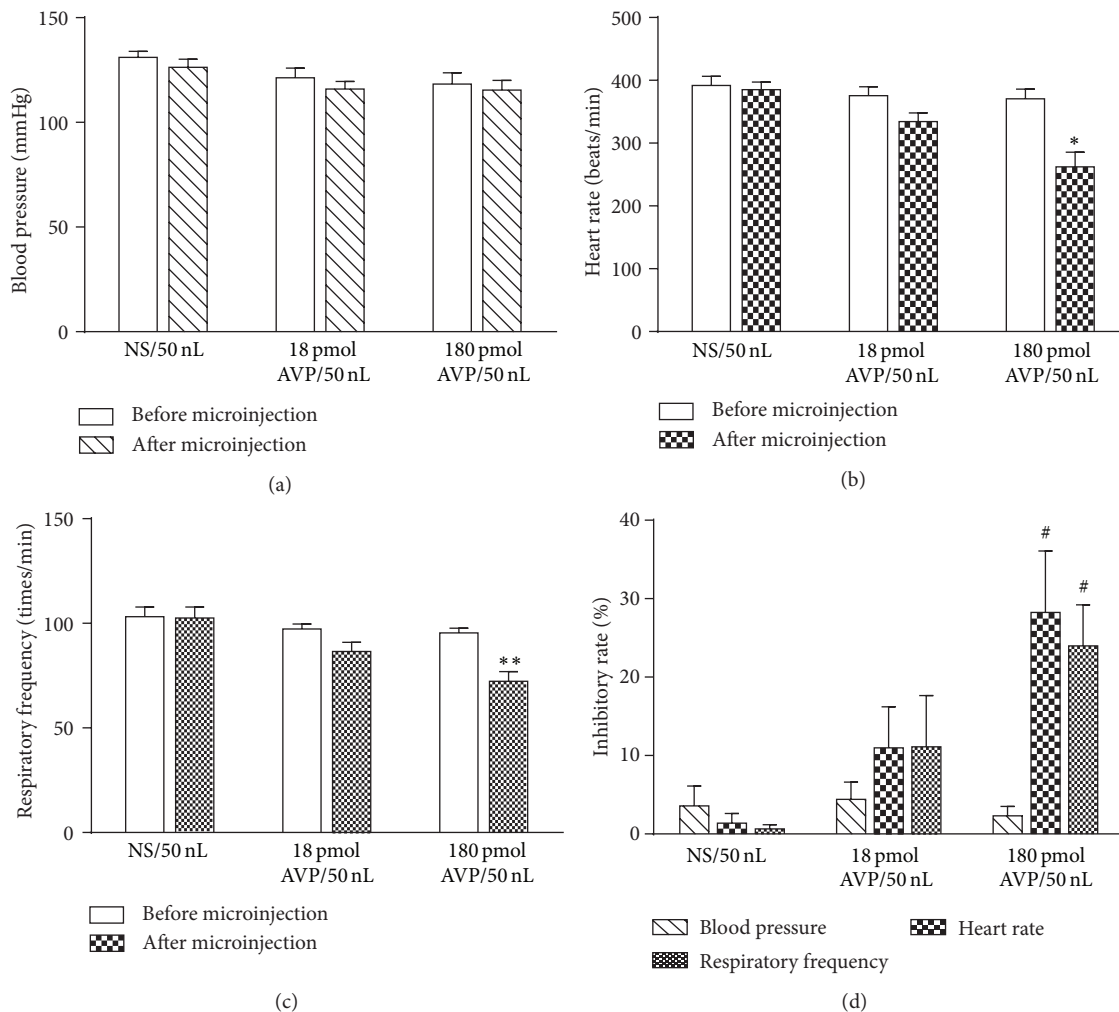 150
100
50
0
Blood pressure (mmHg)
NS/50 nL
18 pmol
AVP/50 nL
180 pmol
AVP/50 nL
Before microinjection
After microinjection
(a)
500
400
300
200
100
0
Heart rate (beats/min)
*
NS/50 nL
18 pmol
AVP/50 nL
180 pmol
AVP/50 nL
Before microinjection
After microinjection
(b)
150
100
50
0
Respiratory frequency (times/min)
**
NS/50 nL
18 pmol
AVP/50 nL
180 pmol
AVP/50 nL
Before microinjection
After microinjection
(c)
40
30
20
10
0
Inhibitory rate (%)
#
#
NS/50 nL
18 pmol
AVP/50 nL
180 pmol
AVP/50 nL
Blood pressure
Heart rate
Respiratory frequency
(d)